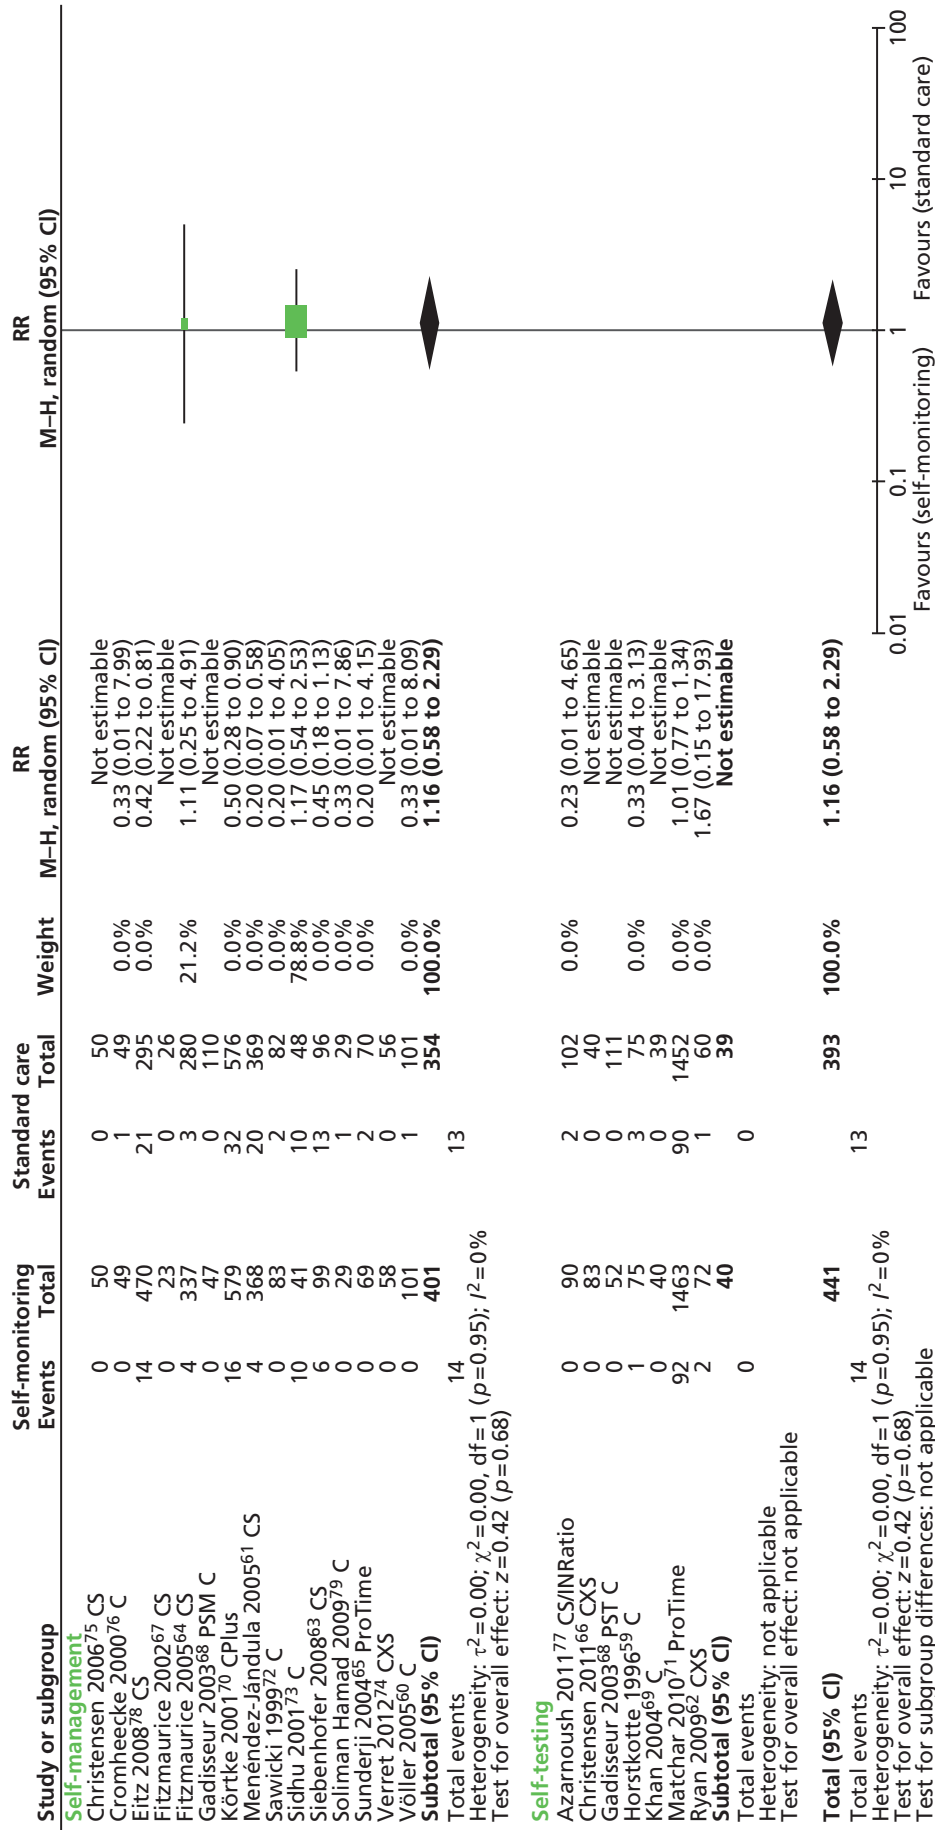 Self-monitoring Standard care RR RR
Study or subgroup Events Total Events Total Weight M–H, random (95% CI) M–H, random (95% CI)
Self-management
Christensen 2006⁷⁵ CS 0 50 0 50 Not estimable
Cromheecke 2000⁷⁶ C 0 49 1 49 0.0% 0.33 (0.01 to 7.99)
Eitz 2008⁷⁸ CS 14 470 21 295 0.0% 0.42 (0.22 to 0.81)
Fitzmaurice 2002⁶⁷ CS 0 23 0 26 Not estimable
Fitzmaurice 2005⁶⁴ CS 4 337 3 280 21.2% 1.11 (0.25 to 4.91)
Gadisseur 2003⁶⁸ PSM C 0 47 0 110 Not estimable
Körtke 2001⁷⁰ CPlus 16 579 32 576 0.0% 0.50 (0.28 to 0.90)
Menéndez-Jándula 2005⁶¹ CS 4 368 20 369 0.0% 0.20 (0.07 to 0.58)
Sawicki 1999⁷² C 0 83 2 82 0.0% 0.20 (0.01 to 4.05)
Sidhu 2001⁷³ C 10 41 10 48 78.8% 1.17 (0.54 to 2.53)
Siebenhofer 2008⁶³ CS 6 99 13 96 0.0% 0.45 (0.18 to 1.13)
Soliman Hamad 2009⁷⁹ C 0 29 1 29 0.0% 0.33 (0.01 to 7.86)
Sunderji 2004⁶⁵ ProTime 0 69 2 70 0.0% 0.20 (0.01 to 4.15)
Verret 2012⁷⁴ CXS 0 58 0 56 Not estimable
Völler 2005⁶⁰ C 0 101 1 101 0.0% 0.33 (0.01 to 8.09)
Subtotal (95% CI) 401 354 100.0% 1.16 (0.58 to 2.29)
Total events 14 13
Heterogeneity: τ²=0.00; χ²=0.00, df=1 (p=0.95); I²=0%
Test for overall effect: z=0.42 (p=0.68)
Self-testing
Azarnoush 2011⁷⁷ CS/INRatio 0 90 2 102 0.0% 0.23 (0.01 to 4.65)
Christensen 2011⁶⁶ CXS 0 83 0 40 Not estimable
Gadisseur 2003⁶⁸ PST C 0 52 0 111 Not estimable
Horstkotte 1996⁵⁹ C 1 75 3 75 0.0% 0.33 (0.04 to 3.13)
Khan 2004⁶⁹ C 0 40 0 39 Not estimable
Matchar 2010⁷¹ ProTime 92 1463 90 1452 0.0% 1.01 (0.77 to 1.34)
Ryan 2009⁶² CXS 2 72 1 60 0.0% 1.67 (0.15 to 17.93)
Subtotal (95% CI) 40 39 Not estimable
Total events 0 0
Heterogeneity: not applicable
Test for overall effect: not applicable
Total (95% CI) 441 393 100.0% 1.16 (0.58 to 2.29)
Total events 14 13
Heterogeneity: τ²=0.00; χ²=0.00, df=1 (p=0.95); I²=0%
Test for overall effect: z=0.42 (p=0.68)
Test for subgroup differences: not applicable
0.01 0.1 1 10 100
Favours (self-monitoring) Favours (standard care)